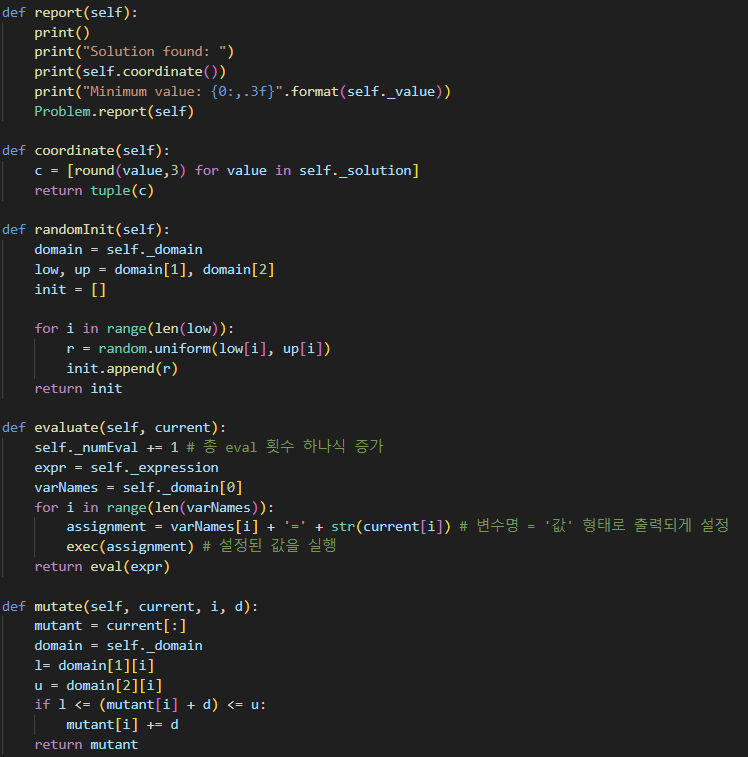 def report(self):
    print()
    print("Solution found: ")
    print(self.coordinate())
    print("Minimum value: {0:,.3f}".format(self._value))
    Problem.report(self)
def coordinate(self):
    c = [round(value,3) for value in self._solution]
    return tuple(c)
def randomInit(self):
    domain = self._domain
    low, up = domain[1], domain[2]
    init = []
    for i in range(len(low)):
        r = random.uniform(low[i], up[i])
        init.append(r)
    return init
def evaluate(self, current):
    self._numEval += 1 # 총 eval 횟수 하나식 증가
    expr = self._expression
    varNames = self._domain[0]
    for i in range(len(varNames)):
        assignment = varNames[i] + '=' + str(current[i]) # 변수명 = '값' 형태로 출력되게 설정
        exec(assignment) # 설정된 값을 실행
    return eval(expr)
def mutate(self, current, i, d):
    mutant = current[:]
    domain = self._domain
    l= domain[1][i]
    u = domain[2][i]
    if l <= (mutant[i] + d) <= u:
        mutant[i] += d
    return mutant